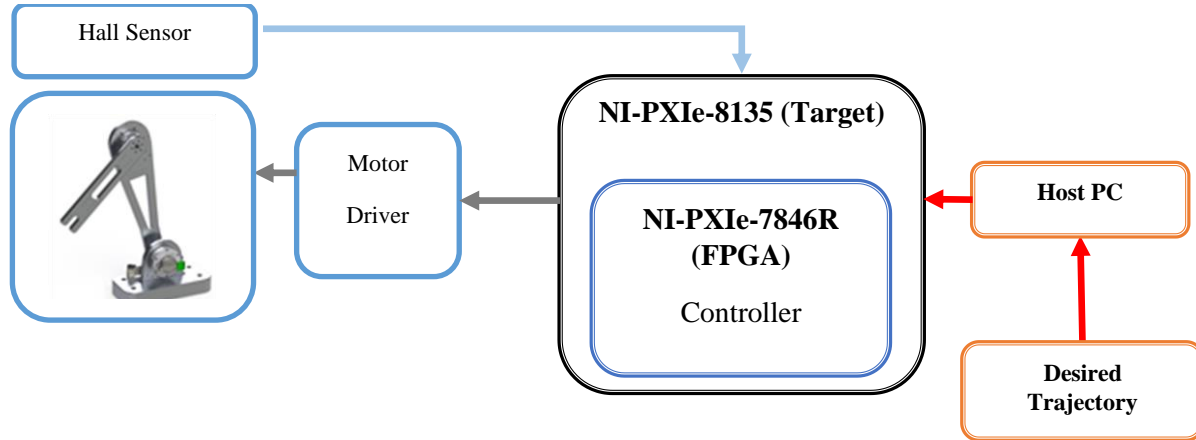 Hall Sensor
NI-PXIe-8135 (Target)
Motor
Driver
NI-PXIe-7846R
(FPGA)
Controller
Host PC
Desired
Trajectory